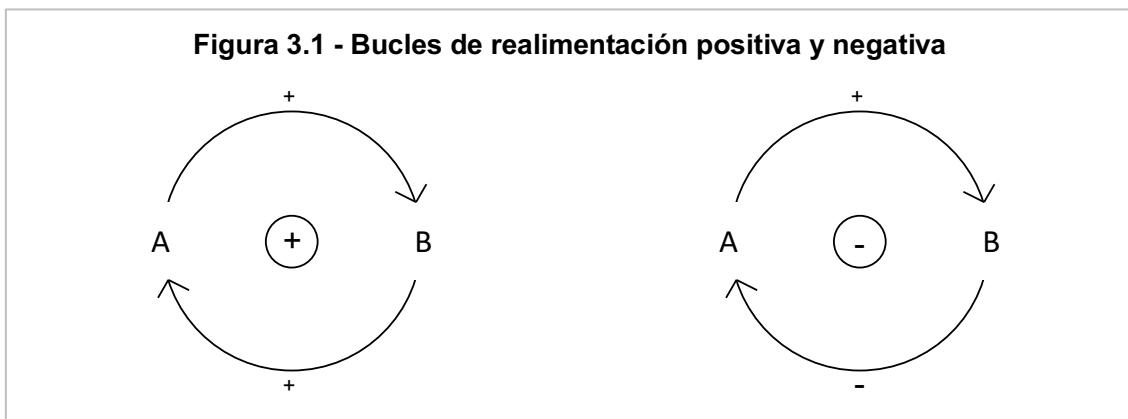 Figura 3.1 - Bucles de realimentación positiva y negativa
+ +
A + B A - B
+ -